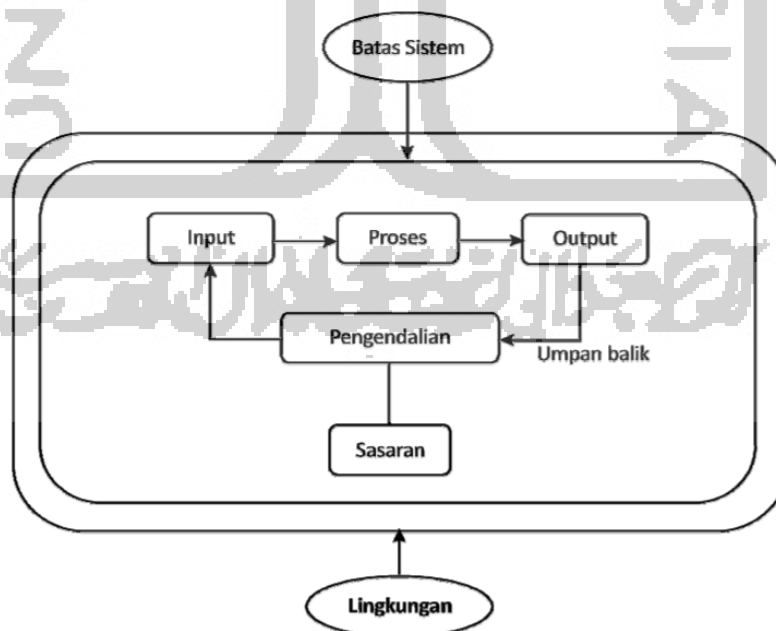 Batas Sistem
Input
Proses
Output
Pengendalian
Umpan balik
Sasaran
Lingkungan